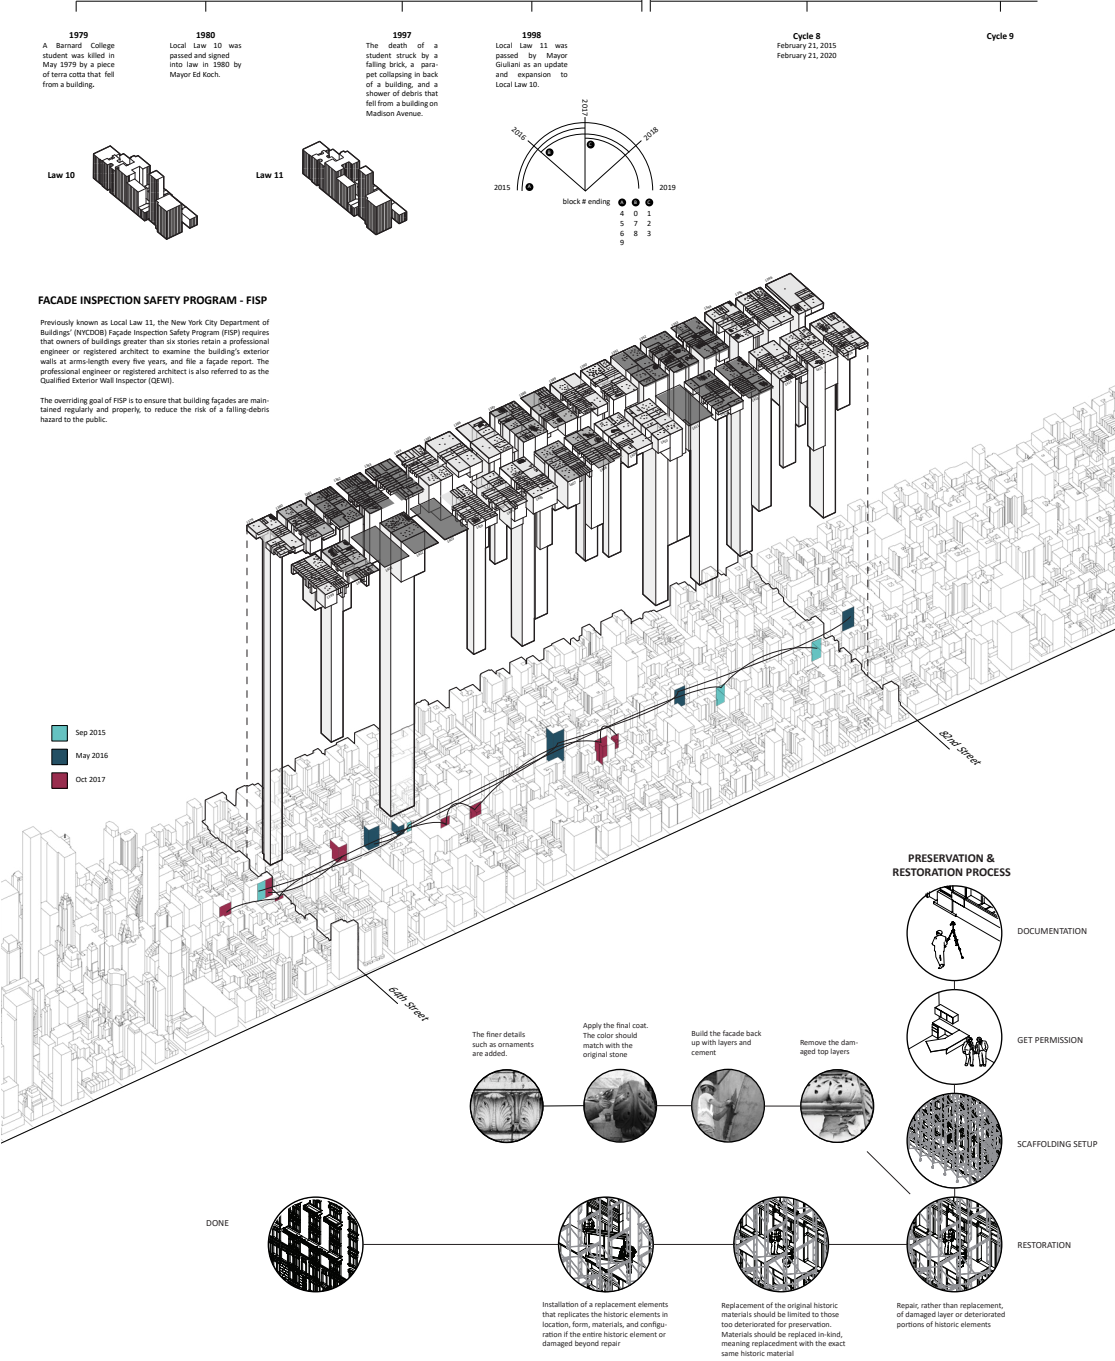 1979
A Barnard College
student was killed in
May 1979 by a piece
of terra cotta that fell
from a building.
1980
Local Law 10 was
passed and signed
into law in 1980 by
Mayor Ed Koch.
1997
The death of a
student struck by a
falling brick, a para-
pet collapsing in back
of a building, and a
shower of debris that
fell from a building on
Madison Avenue.
1998
Local Law 11 was
passed by Mayor
Giuliani as an update
and expansion to
Local Law 10.
Cycle 8
February 21, 2015
February 21, 2020
Cycle 9
Law 10
Law 11
2015
2016
2017
2018
2019
A
B
C
block # ending
A B C
4 0 1
5 7 2
6 8 3
9
FACADE INSPECTION SAFETY PROGRAM - FISP
Previously known as Local Law 11, the New York City Department of
Buildings' (NYCDOB) Façade Inspection Safety Program (FISP) requires
that owners of buildings greater than six stories retain a professional
engineer or registered architect to examine the building's exterior
walls at arms-length every five years, and file a façade report. The
professional engineer or registered architect is also referred to as the
Qualified Exterior Wall Inspector (QEWI).
The overriding goal of FISP is to ensure that building façades are main-
tained regularly and properly, to reduce the risk of a falling-debris
hazard to the public.
Sep 2015
May 2016
Oct 2017
82nd Street
64th Street
PRESERVATION &
RESTORATION PROCESS
DOCUMENTATION
GET PERMISSION
SCAFFOLDING SETUP
RESTORATION
The finer details
such as ornaments
are added.
Apply the final coat.
The color should
match with the
original stone
Build the facade back
up with layers and
cement
Remove the dam-
aged top layers
DONE
Installation of a replacement elements
that replicates the historic elements in
location, form, materials, and configu-
ration if the entire historic element or
damaged beyond repair
Replacement of the original historic
materials should be limited to those
too deteriorated for preservation.
Materials should be replaced in-kind,
meaning replacedment with the exact
same historic material
Repair, rather than replacement,
of damaged layer or deteriorated
portions of historic elements